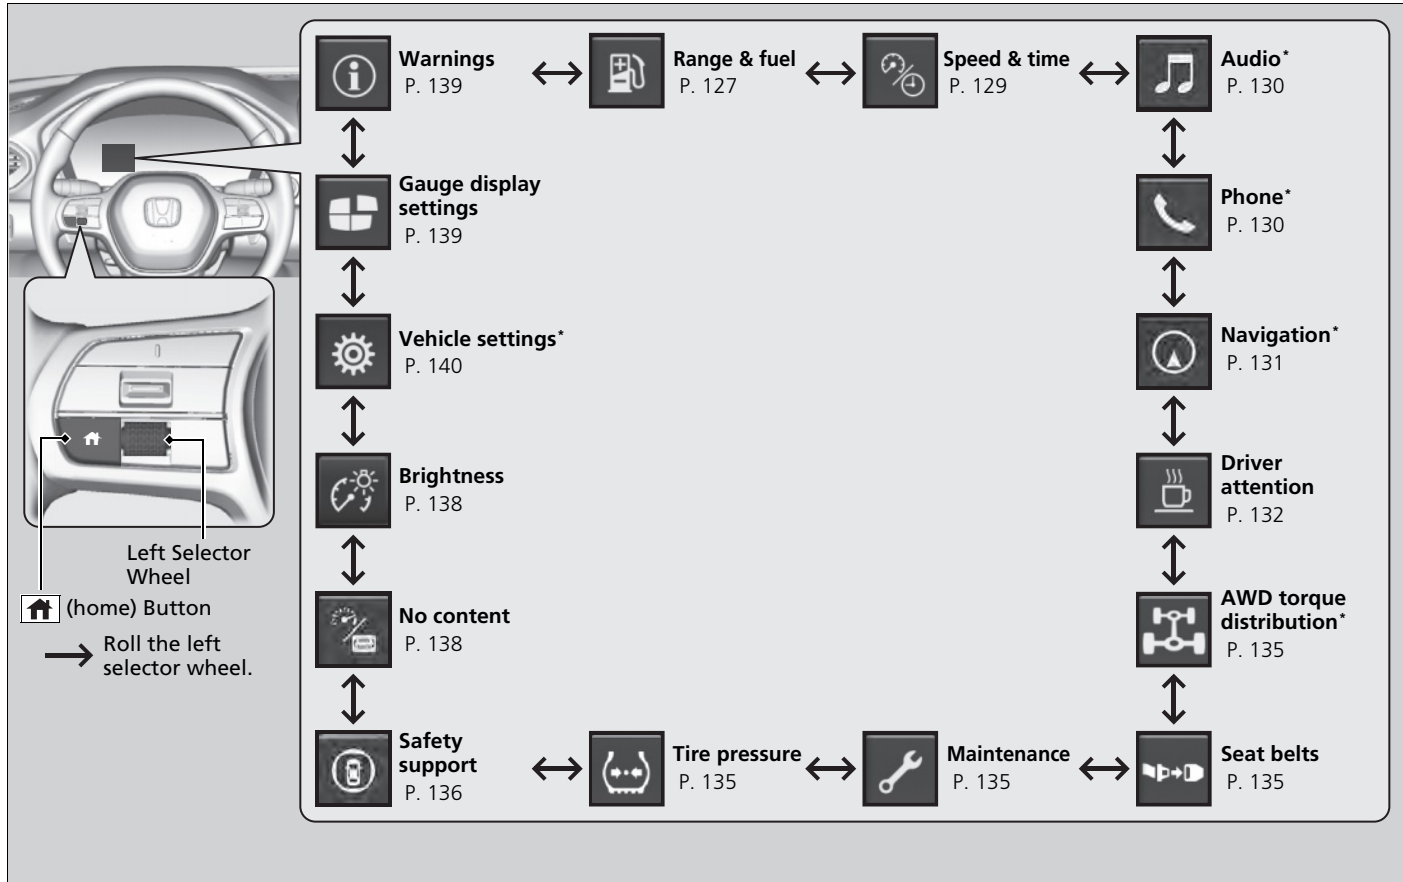 Warnings
P. 139
Range & fuel
P. 127
Speed & time
P. 129
Audio*
P. 130
Gauge display
settings
P. 139
Phone*
P. 130
Vehicle settings*
P. 140
Navigation*
P. 131
Brightness
P. 138
Driver
attention
P. 132
Left Selector
Wheel
(home) Button
Roll the left
selector wheel.
No content
P. 138
AWD torque
distribution*
P. 135
Safety
support
P. 136
Tire pressure
P. 135
Maintenance
P. 135
Seat belts
P. 135